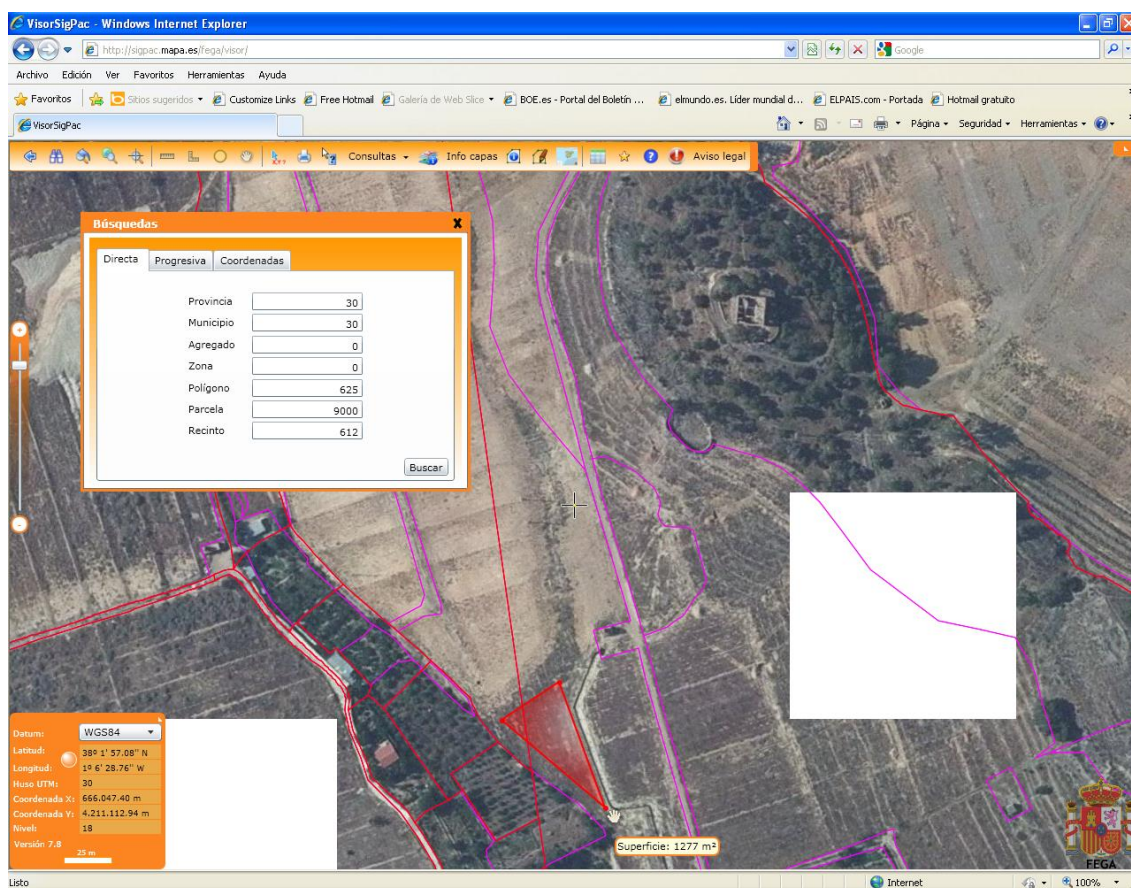 VisorSigPac - Windows Internet Explorer
http://sigpac.mapa.es/fega/visor/
Google
Archivo Edición Ver Favoritos Herramientas Ayuda
Favoritos Sitios sugeridos Customize Links Free Hotmail Galería de Web Slice BOE.es - Portal del Boletín ... elmundo.es. Líder mundial d... ELPAIS.com - Portada Hotmail gratuito
VisorSigPac Página Seguridad Herramientas
Consultas Info capas Aviso legal
Búsquedas
Directa Progresiva Coordenadas
Provincia 30
Municipio 30
Agregado 0
Zona 0
Polígono 625
Parcela 9000
Recinto 612
Buscar
Datum: WGS84
Latitud: 38º 1' 57.08'' N
Longitud: 1º 6' 28.76'' W
Huso UTM: 30
Coordenada X: 666.047.40 m
Coordenada Y: 4.211.112.94 m
Nivel: 18
Versión 7.8
25 m
Superficie: 1277 m²
FEGA
Listo Internet 100%